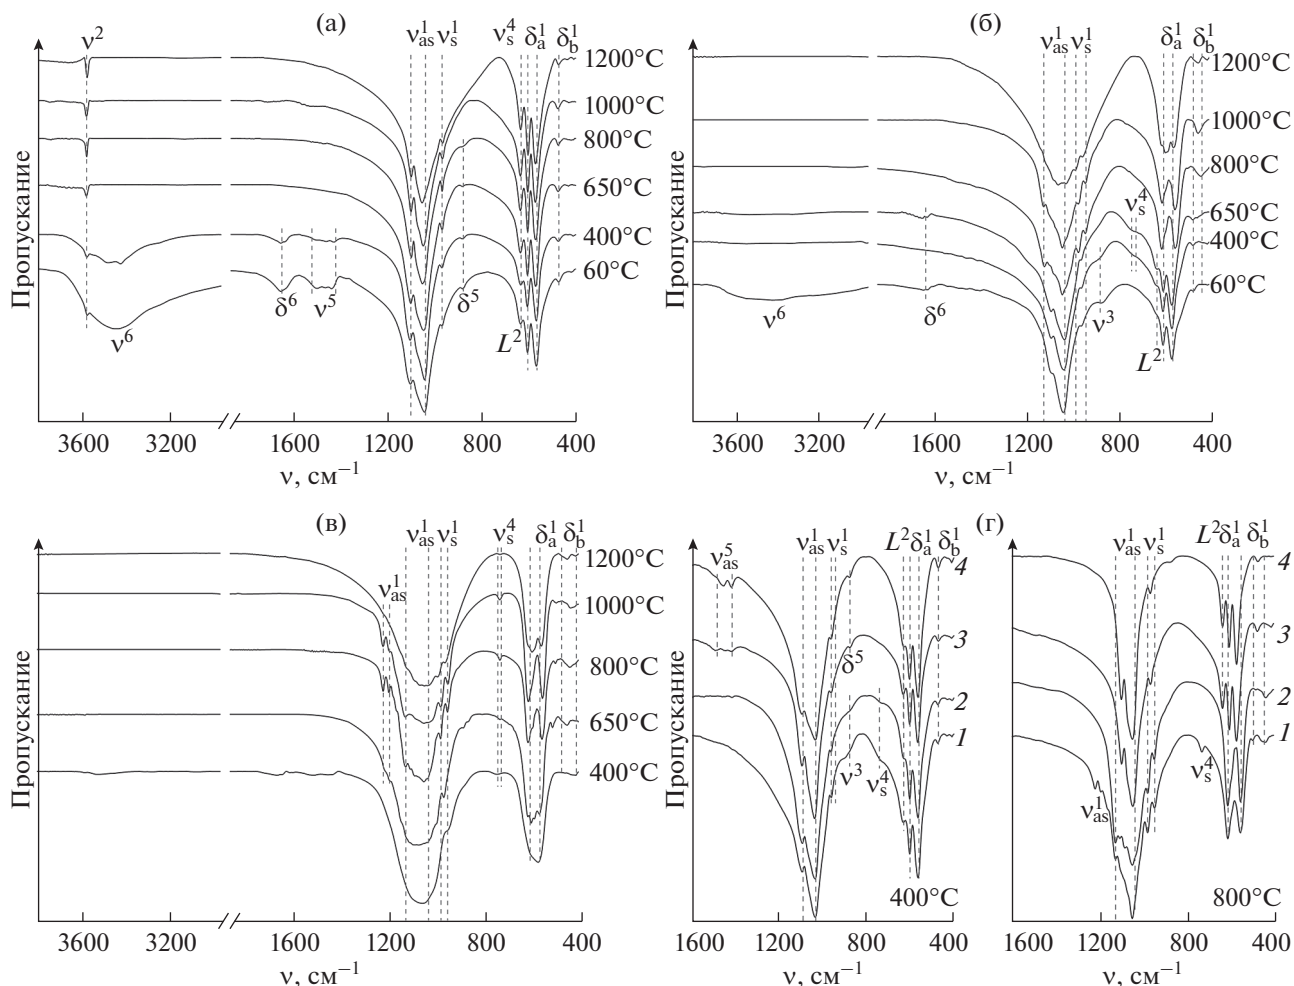 (а)
ν² ν¹as ν¹s ν⁴s δ¹a δ¹b
1200°C
1000°C
800°C
650°C
400°C
60°C
ν⁶ δ⁶ ν⁵ δ⁵ L²
Пропускание
3600 3200 1600 1200 800 400
ν, см⁻¹
(б)
ν¹as ν¹s δ¹a δ¹b
1200°C
1000°C
800°C
ν⁴s
650°C
400°C
60°C
ν⁶ δ⁶ ν³ L²
Пропускание
3600 3200 1600 1200 800 400
ν, см⁻¹
(в)
ν¹as ν¹s ν⁴s δ¹a δ¹b
1200°C
ν¹as
1000°C
800°C
650°C
400°C
Пропускание
3600 3200 1600 1200 800 400
ν, см⁻¹
(г)
ν⁵as ν¹as ν¹s L² δ¹a δ¹b
4
3
δ⁵
2
1
ν³ ν⁴s
400°C
Пропускание
1600 1200 800 400
ν, см⁻¹
ν¹as ν¹s L² δ¹a δ¹b
4
3
2
1
ν⁴s
ν¹as
800°C
1600 1200 800 400
ν, см⁻¹